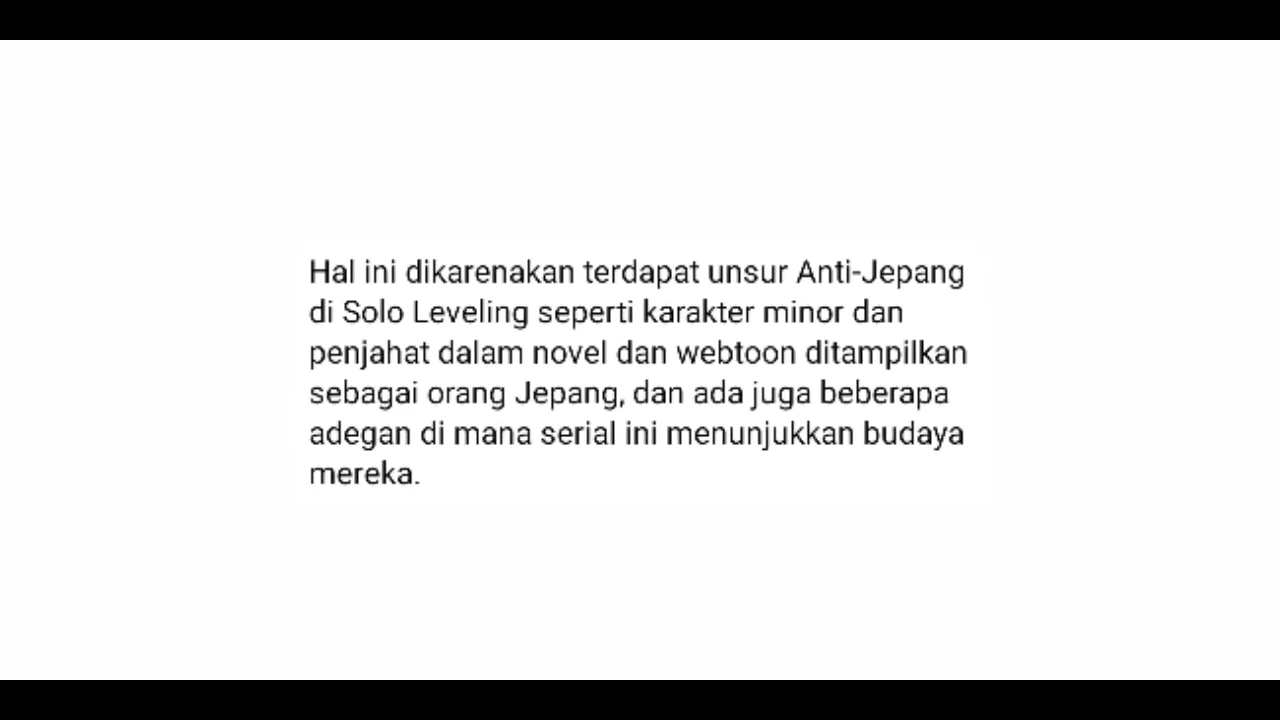 Hal ini dikarenakan terdapat unsur Anti-Jepang
di Solo Leveling seperti karakter minor dan
penjahat dalam novel dan webtoon ditampilkan
sebagai orang Jepang, dan ada juga beberapa
adegan di mana serial ini menunjukkan budaya
mereka.